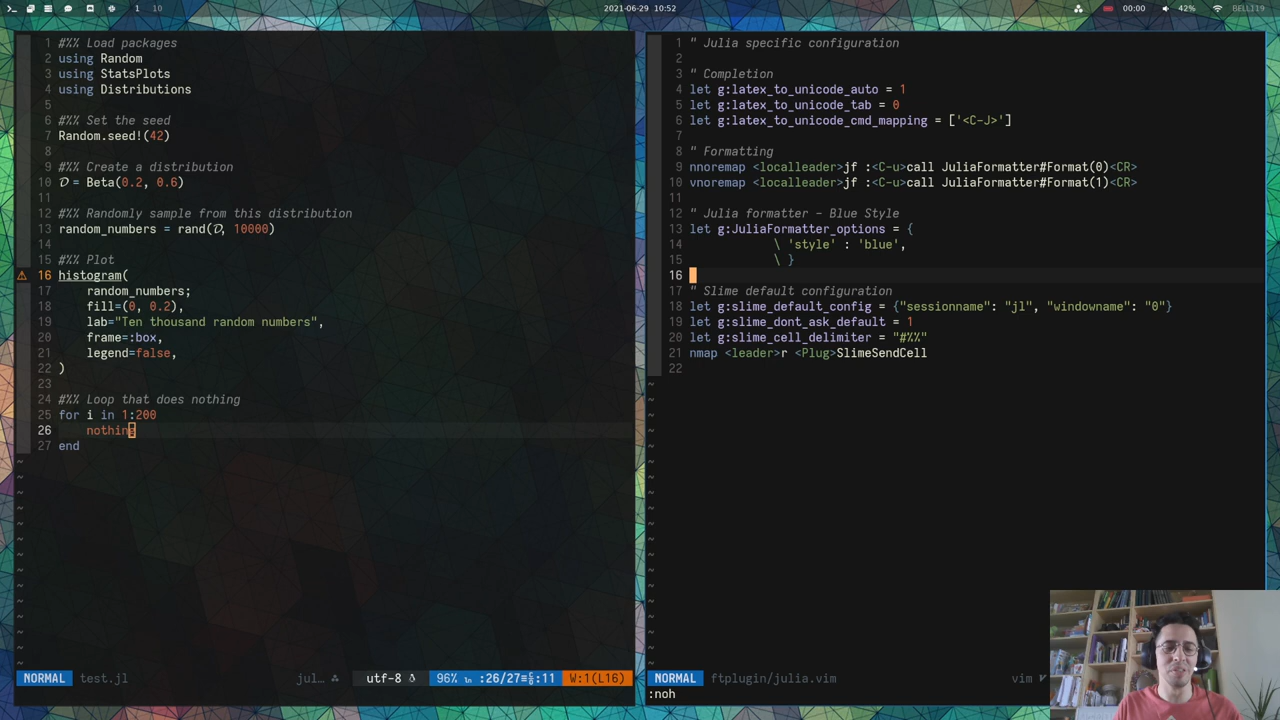 1 10 2021-06-29 10:52 00:00 42% BELL119
1 #%% Load packages
2 using Random
3 using StatsPlots
4 using Distributions
5
6 #%% Set the seed
7 Random.seed!(42)
8
9 #%% Create a distribution
10 𝒟 = Beta(0.2, 0.6)
11
12 #%% Randomly sample from this distribution
13 random_numbers = rand(𝒟, 10000)
14
15 #%% Plot
16 histogram(
17     random_numbers;
18     fill=(0, 0.2),
19     lab="Ten thousand random numbers",
20     frame=:box,
21     legend=false,
22 )
23
24 #%% Loop that does nothing
25 for i in 1:200
26     nothing
27 end
NORMAL test.jl jul… utf-8 96% ㏑ :26/27≡℅:11 W:1(L16)
1 " Julia specific configuration
2
3 " Completion
4 let g:latex_to_unicode_auto = 1
5 let g:latex_to_unicode_tab = 0
6 let g:latex_to_unicode_cmd_mapping = ['<C-J>']
7
8 " Formatting
9 nnoremap <localleader>jf :<C-u>call JuliaFormatter#Format(0)<CR>
10 vnoremap <localleader>jf :<C-u>call JuliaFormatter#Format(1)<CR>
11
12 " Julia formatter - Blue Style
13 let g:JuliaFormatter_options = {
14             \ 'style' : 'blue',
15             \ }
16
17 " Slime default configuration
18 let g:slime_default_config = {"sessionname": "jl", "windowname": "0"}
19 let g:slime_dont_ask_default = 1
20 let g:slime_cell_delimiter = "#%%"
21 nmap <leader>r <Plug>SlimeSendCell
22
NORMAL ftplugin/julia.vim vim
:noh